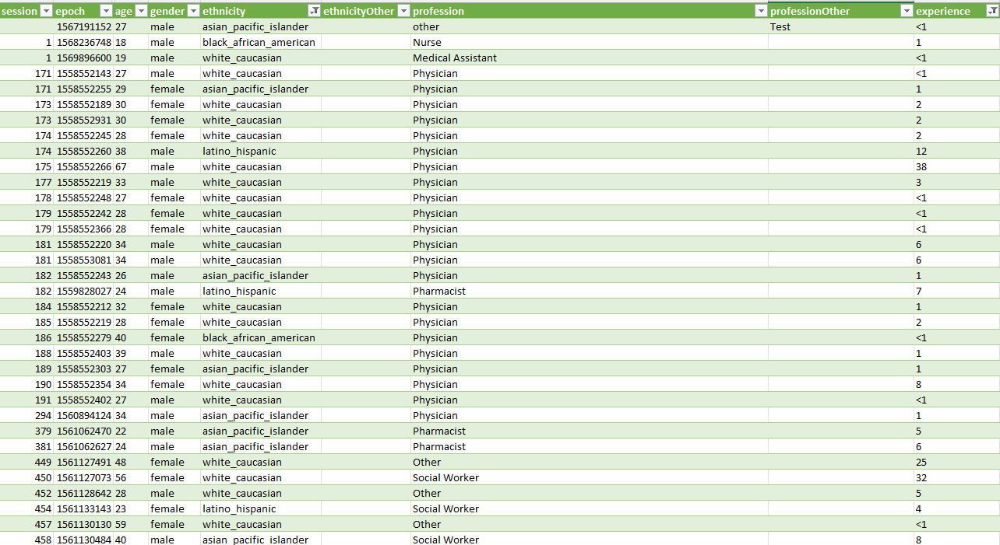 session epoch age gender ethnicity ethnicityOther profession professionOther experience
1567191152 27 male asian_pacific_islander other Test <1
1 1568236748 18 male black_african_american Nurse 1
1 1569896600 19 male white_caucasian Medical Assistant <1
171 1558552143 27 male white_caucasian Physician <1
171 1558552255 29 female asian_pacific_islander Physician 1
173 1558552189 30 female white_caucasian Physician 2
173 1558552931 30 female white_caucasian Physician 2
174 1558552245 28 female white_caucasian Physician 2
174 1558552260 38 male latino_hispanic Physician 12
175 1558552266 67 male white_caucasian Physician 38
177 1558552219 33 male white_caucasian Physician 3
178 1558552248 27 female white_caucasian Physician <1
179 1558552242 28 female white_caucasian Physician <1
179 1558552366 28 female white_caucasian Physician <1
181 1558552220 34 male white_caucasian Physician 6
181 1558553081 34 male white_caucasian Physician 6
182 1558552243 26 male asian_pacific_islander Physician 1
182 1559828027 24 male latino_hispanic Pharmacist 7
184 1558552212 32 female white_caucasian Physician 1
185 1558552219 28 female white_caucasian Physician 2
186 1558552279 40 female black_african_american Physician <1
188 1558552403 39 male white_caucasian Physician 1
189 1558552303 27 female asian_pacific_islander Physician 1
190 1558552354 34 female white_caucasian Physician 8
191 1558552402 27 male white_caucasian Physician <1
294 1560894124 34 male asian_pacific_islander Physician 1
379 1561062470 22 male asian_pacific_islander Pharmacist 5
381 1561062627 24 male asian_pacific_islander Pharmacist 6
449 1561127491 48 female white_caucasian Other 25
450 1561127073 56 female white_caucasian Social Worker 32
452 1561128642 28 male white_caucasian Other 5
454 1561133143 23 female latino_hispanic Social Worker 4
457 1561130130 59 female white_caucasian Other <1
458 1561130484 40 male asian_pacific_islander Social Worker 8